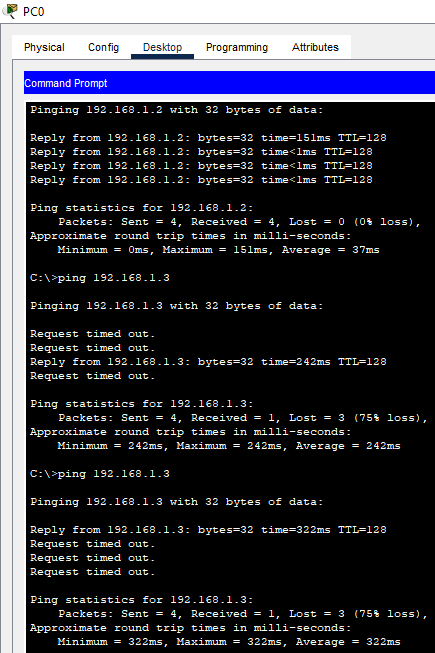 PC0
Physical Config Desktop Programming Attributes
Command Prompt
Pinging 192.168.1.2 with 32 bytes of data:
Reply from 192.168.1.2: bytes=32 time=151ms TTL=128
Reply from 192.168.1.2: bytes=32 time<1ms TTL=128
Reply from 192.168.1.2: bytes=32 time<1ms TTL=128
Reply from 192.168.1.2: bytes=32 time<1ms TTL=128
Ping statistics for 192.168.1.2:
Packets: Sent = 4, Received = 4, Lost = 0 (0% loss),
Approximate round trip times in milli-seconds:
Minimum = 0ms, Maximum = 151ms, Average = 37ms
C:\>ping 192.168.1.3
Pinging 192.168.1.3 with 32 bytes of data:
Request timed out.
Request timed out.
Reply from 192.168.1.3: bytes=32 time=242ms TTL=128
Request timed out.
Ping statistics for 192.168.1.3:
Packets: Sent = 4, Received = 1, Lost = 3 (75% loss),
Approximate round trip times in milli-seconds:
Minimum = 242ms, Maximum = 242ms, Average = 242ms
C:\>ping 192.168.1.3
Pinging 192.168.1.3 with 32 bytes of data:
Reply from 192.168.1.3: bytes=32 time=322ms TTL=128
Request timed out.
Request timed out.
Request timed out.
Ping statistics for 192.168.1.3:
Packets: Sent = 4, Received = 1, Lost = 3 (75% loss),
Approximate round trip times in milli-seconds:
Minimum = 322ms, Maximum = 322ms, Average = 322ms